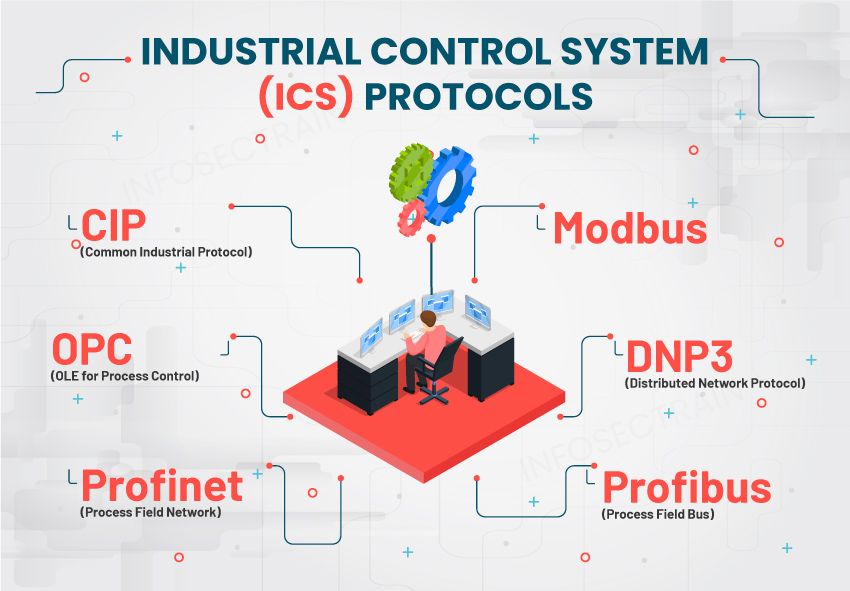 INDUSTRIAL CONTROL SYSTEM
(ICS) PROTOCOLS
INFOSECTRAIN
CIP
(Common Industrial Protocol)
Modbus
OPC
(OLE for Process Control)
DNP3
(Distributed Network Protocol)
INFOSECTRAIN
Profinet
(Process Field Network)
Profibus
(Process Field Bus)